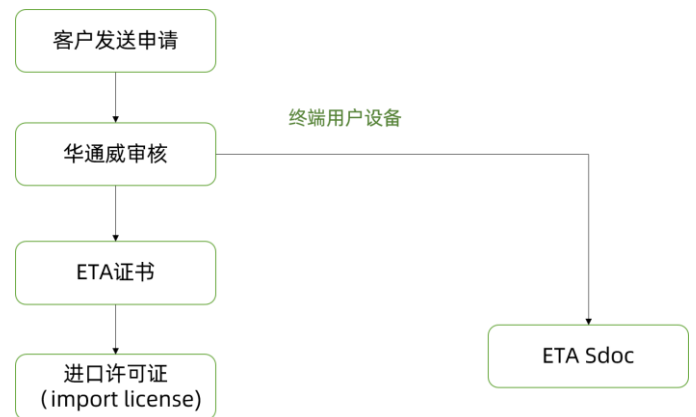 客户发送申请
终端用户设备
华通威审核
ETA证书
ETA Sdoc
进口许可证
（import license)